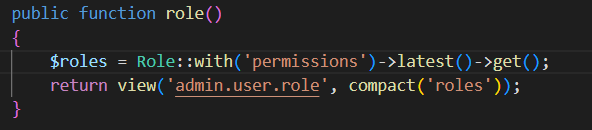 public function role()
{
    $roles = Role::with('permissions')->latest()->get();
    return view('admin.user.role', compact('roles'));
}